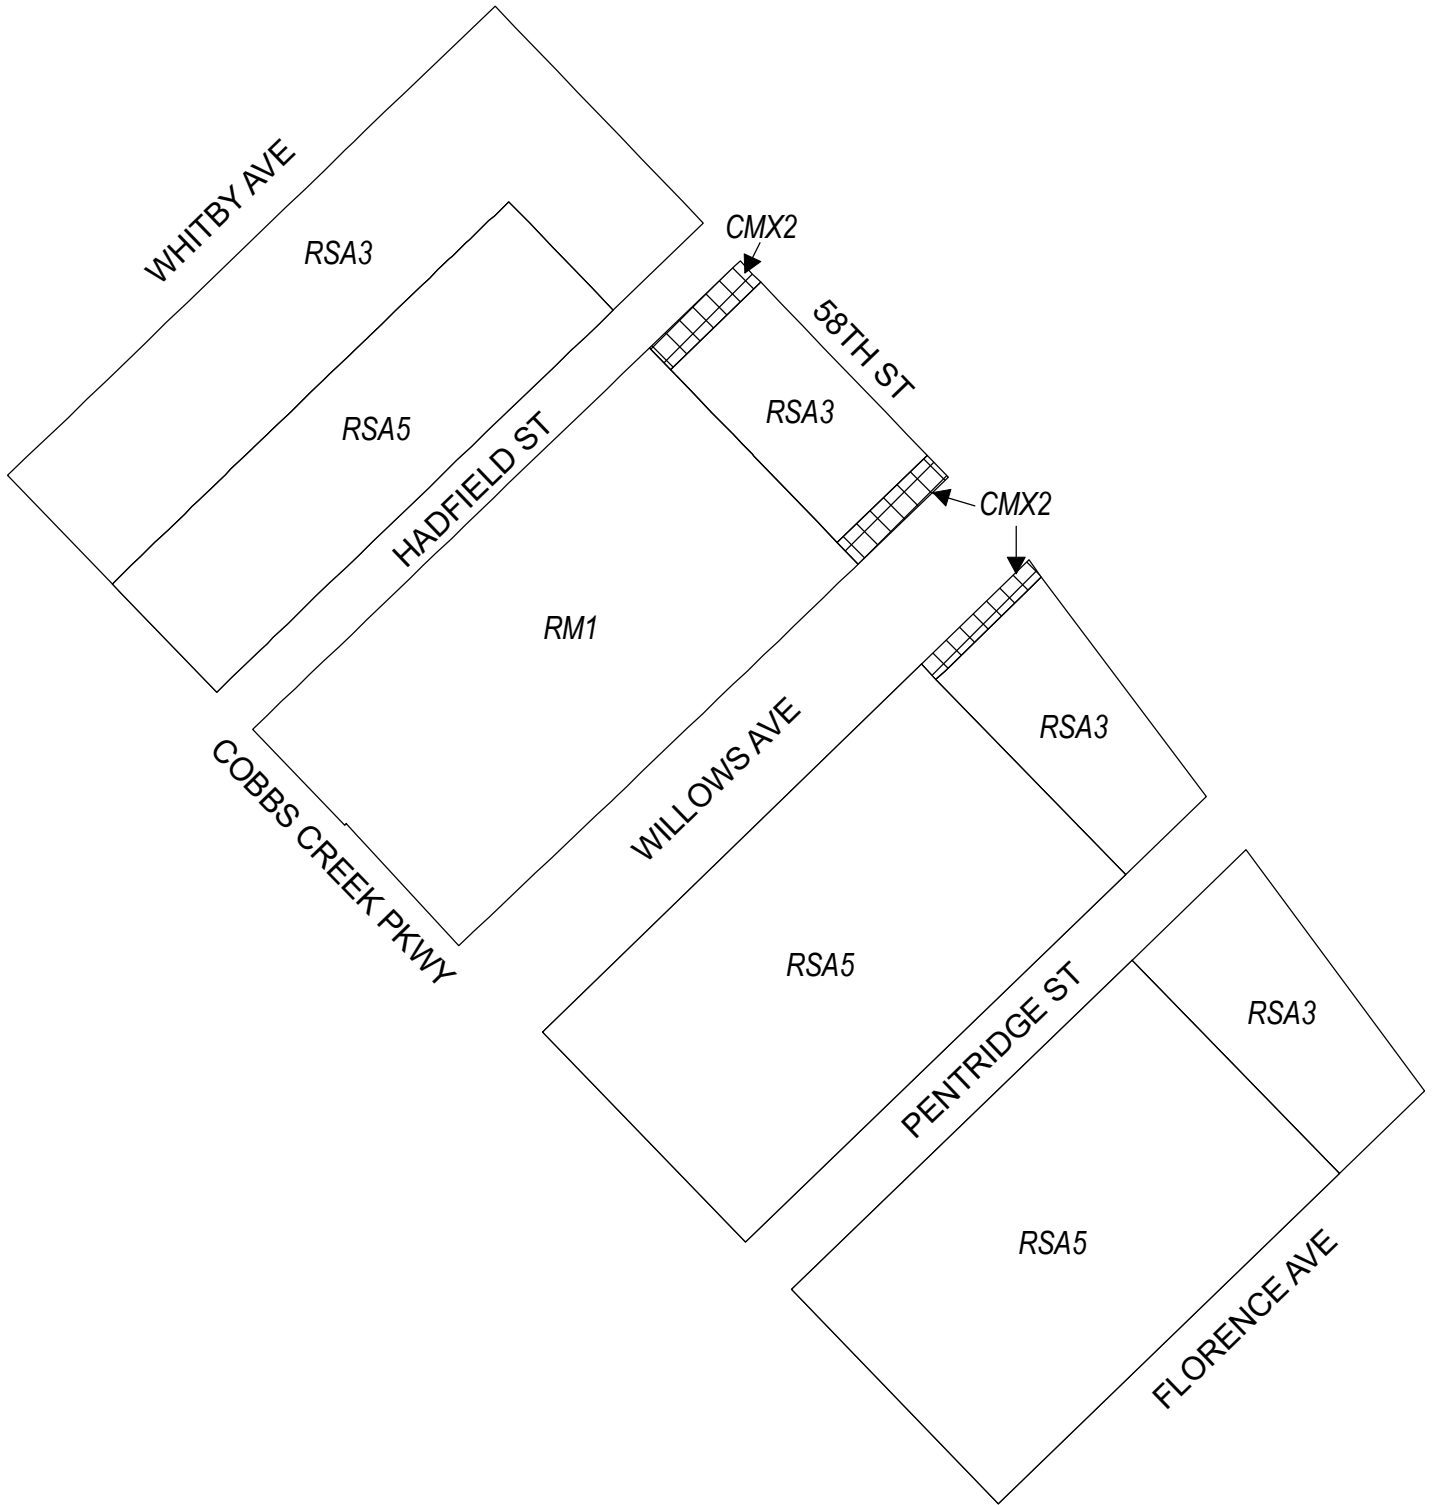 WHITBY AVE
CMX2
RSA3
58TH ST
RSA3
RSA5
HADFIELD ST
CMX2
RM1
RSA3
WILLOWS AVE
COBBS CREEK PKWY
RSA5
RSA3
PENTRIDGE ST
RSA5
FLORENCE AVE